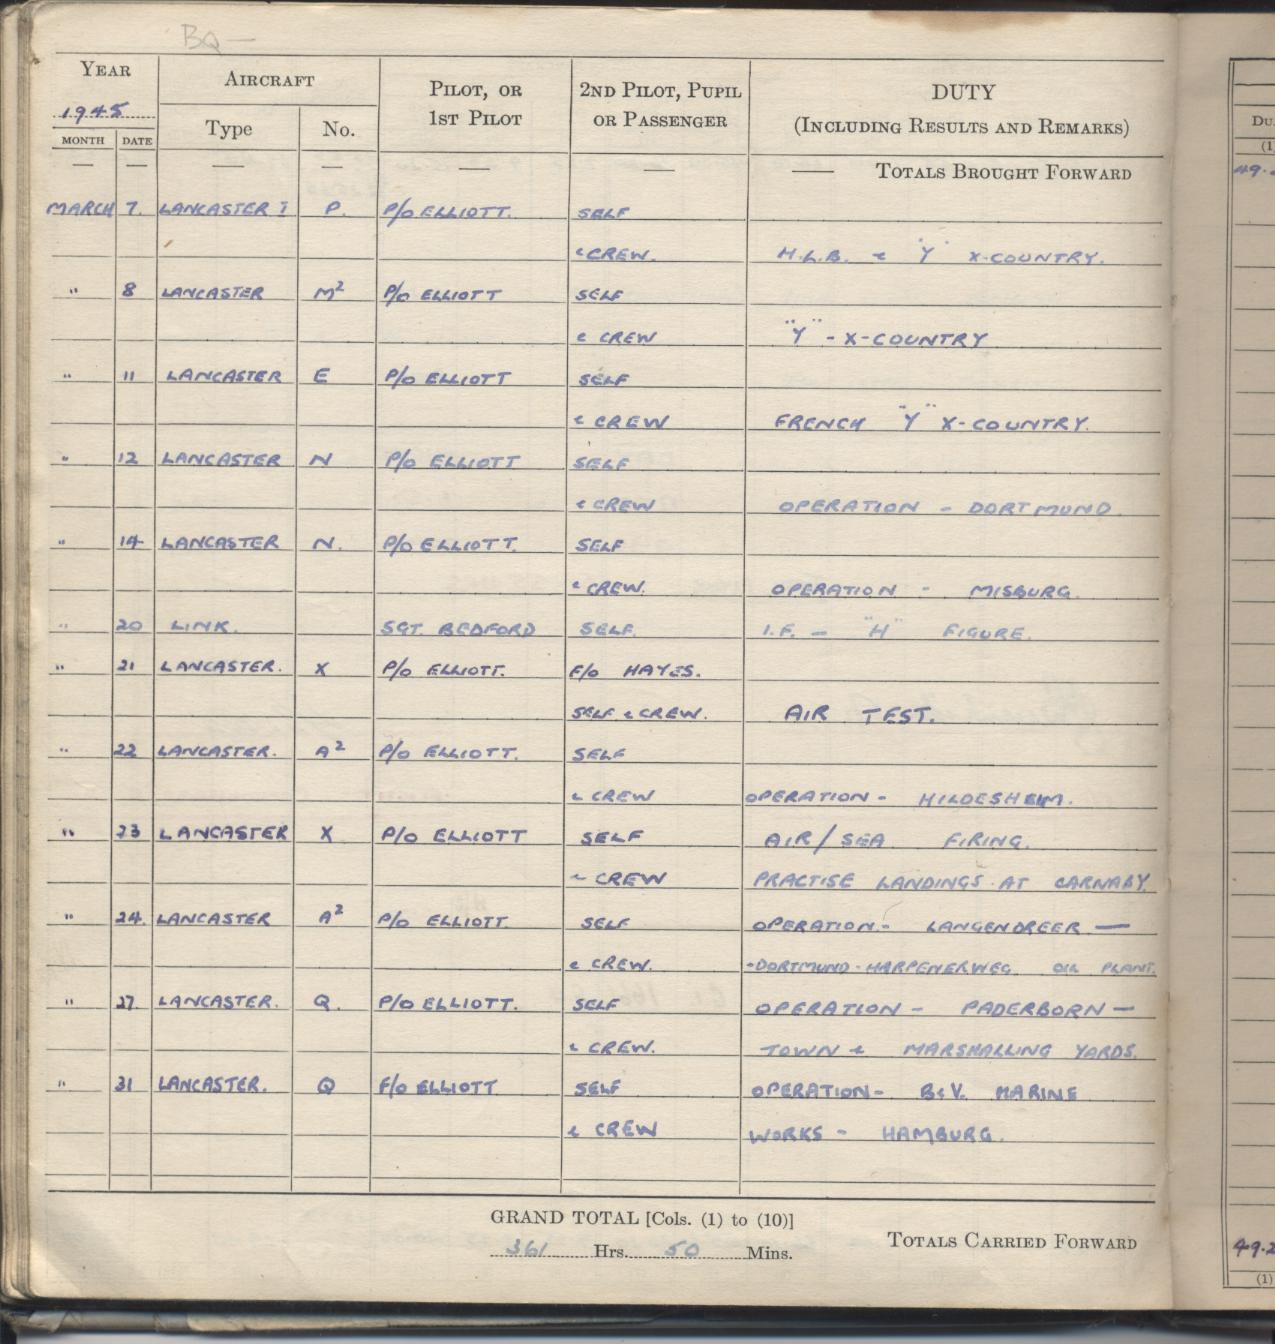 BQ —
YEAR AIRCRAFT PILOT, OR 1ST PILOT 2ND PILOT, PUPIL OR PASSENGER DUTY (INCLUDING RESULTS AND REMARKS)
1945
MONTH DATE Type No.
— — — — — — — TOTALS BROUGHT FORWARD
MARCH 7. LANCASTER I P. P/O ELLIOTT. SELF
& CREW. H.L.B. & "Y" X-COUNTRY.
" 8 LANCASTER M² P/O ELLIOTT SELF
& CREW "Y" - X-COUNTRY
" 11 LANCASTER E P/O ELLIOTT SELF
& CREW FRENCH "Y" X-COUNTRY.
" 12 LANCASTER N P/O ELLIOTT SELF
& CREW OPERATION - DORTMUND.
" 14 LANCASTER N. P/O ELLIOTT. SELF
& CREW. OPERATION - MISBURG.
" 20 LINK. SGT. BEDFORD SELF. I.F. - "H" FIGURE.
" 21 LANCASTER. X P/O ELLIOTT. F/O HAYES.
SELF & CREW. AIR TEST.
" 22 LANCASTER. A² P/O ELLIOTT. SELF
& CREW OPERATION - HILDESHEIM.
" 23 LANCASTER X P/O ELLIOTT SELF AIR/SEA FIRING.
& CREW PRACTISE LANDINGS AT CARNABY.
" 24. LANCASTER A² P/O ELLIOTT. SELF OPERATION - LANGENDREER —
& CREW. -DORTMUND-HARPENERWEG OIL PLANT.
" 27 LANCASTER. Q. P/O ELLIOTT. SELF OPERATION - PADERBORN —
& CREW. TOWN & MARSHALLING YARDS.
" 31 LANCASTER. Q F/O ELLIOTT SELF OPERATION - B&V. MARINE
& CREW WORKS - HAMBURG.
GRAND TOTAL [Cols. (1) to (10)]
361 Hrs. 50 Mins. TOTALS CARRIED FORWARD
(1)
(1)